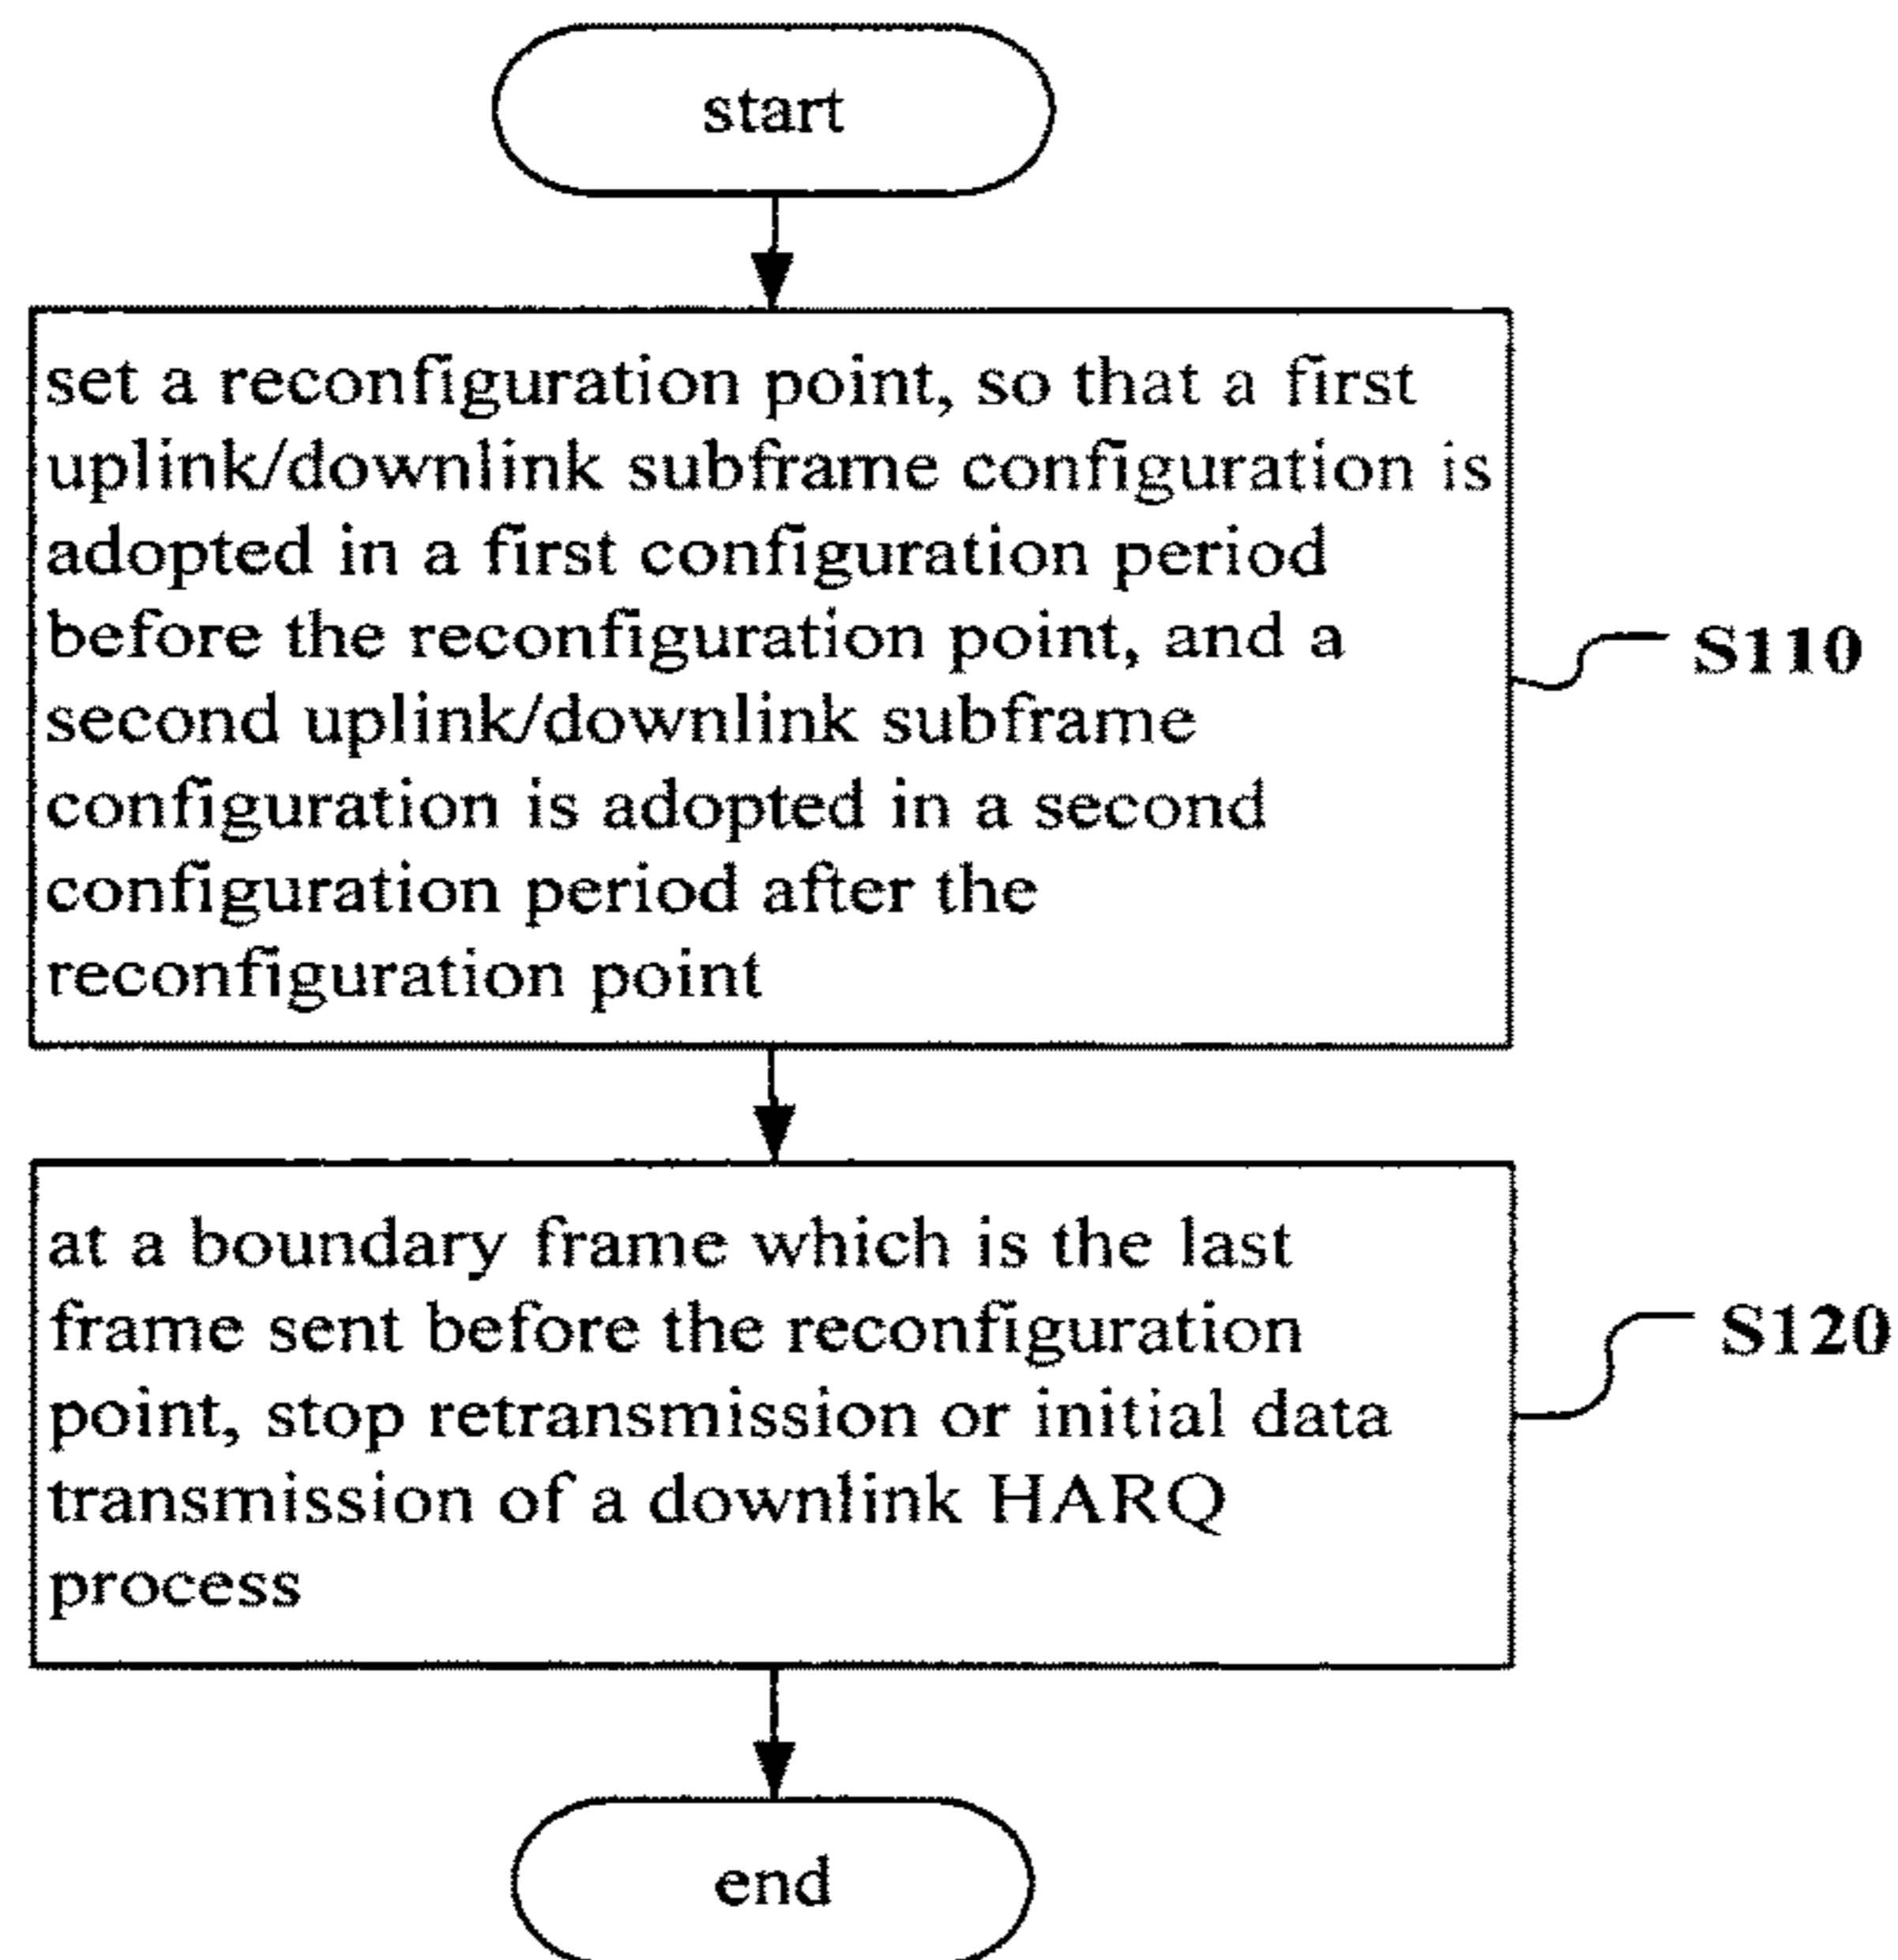 start
set a reconfiguration point, so that a first
uplink/downlink subframe configuration is
adopted in a first configuration period
before the reconfiguration point, and a
second uplink/downlink subframe
configuration is adopted in a second
configuration period after the
reconfiguration point
S110
at a boundary frame which is the last
frame sent before the reconfiguration
point, stop retransmission or initial data
transmission of a downlink HARQ
process
S120
end